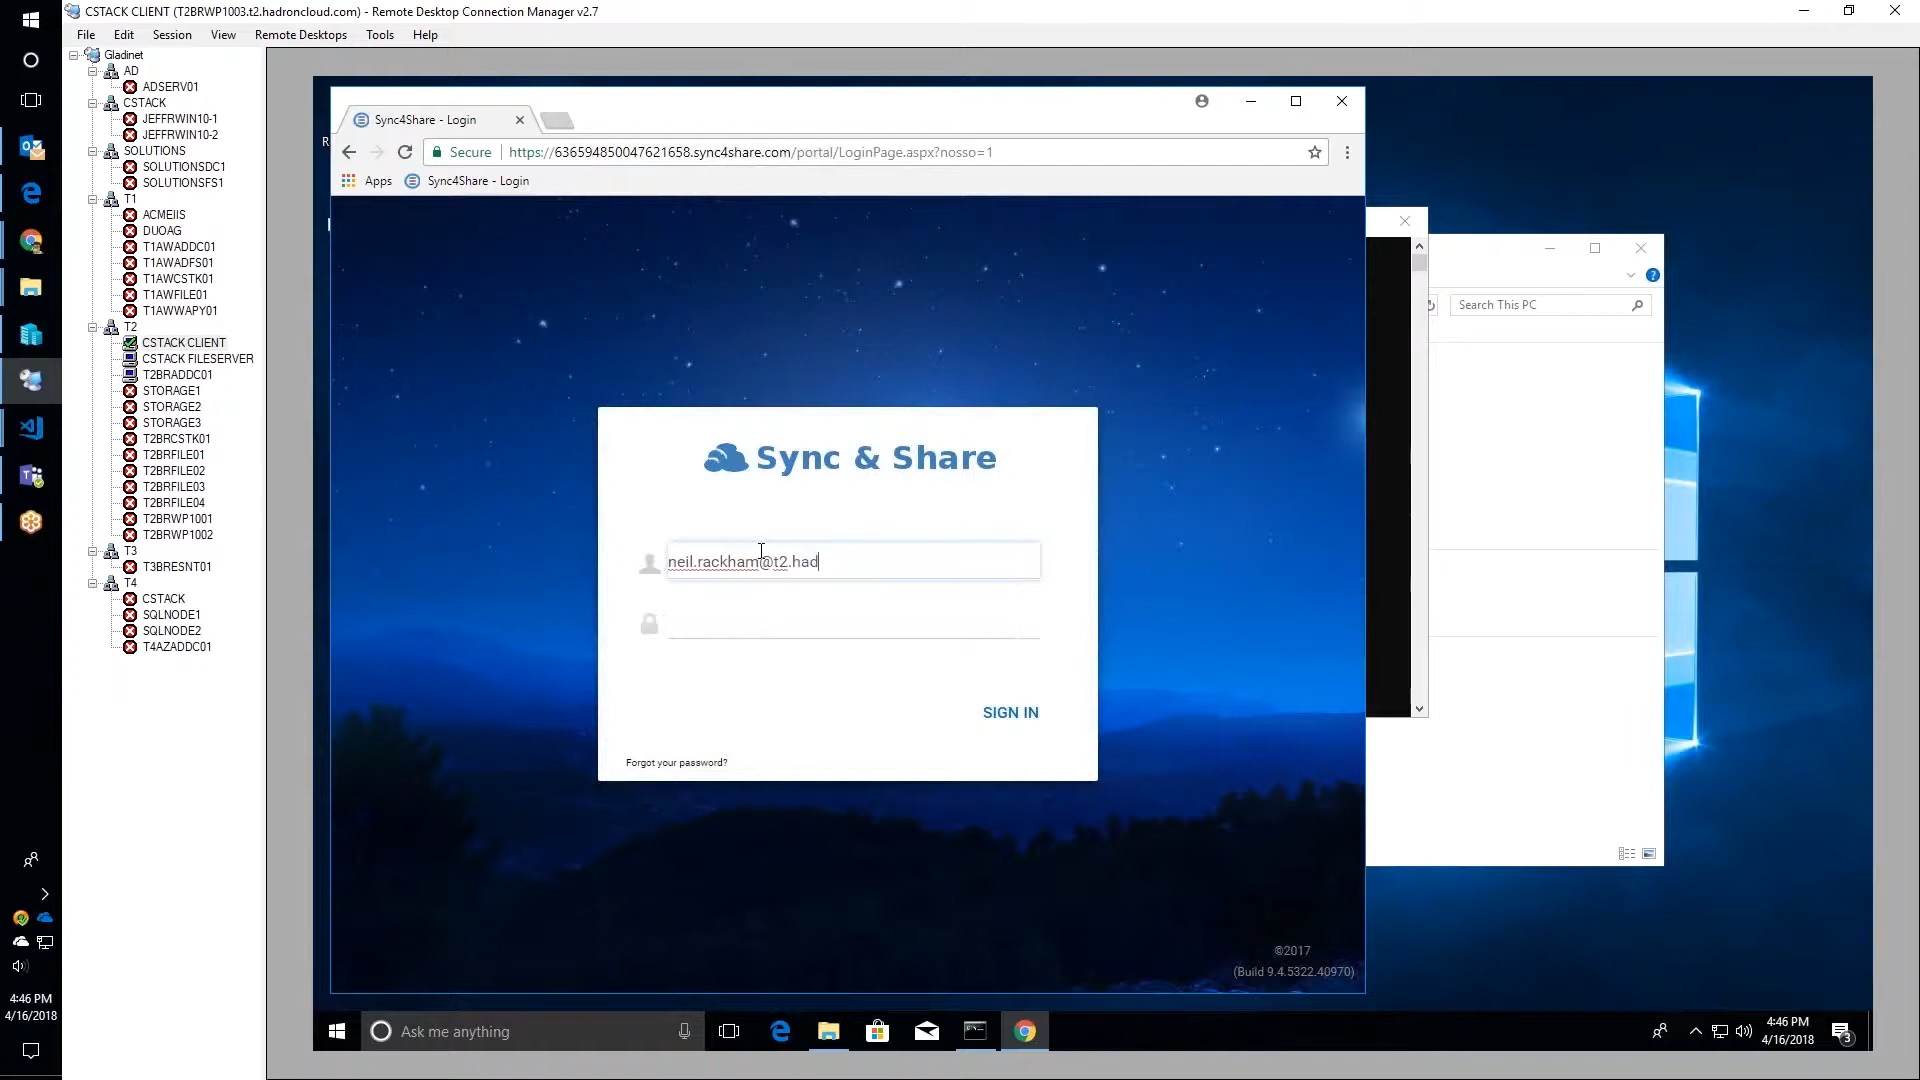 CSTACK CLIENT (T2BRWP1003.t2.hadroncloud.com) - Remote Desktop Connection Manager v2.7
File Edit Session View Remote Desktops Tools Help
Gladinet
AD
ADSERV01
CSTACK
JEFFRWIN10-1
JEFFRWIN10-2
SOLUTIONS
SOLUTIONSDC1
SOLUTIONSFS1
T1
ACMEIIS
DUOAG
T1AWADDC01
T1AWADFS01
T1AWCSTK01
T1AWFILE01
T1AWWAPY01
T2
CSTACK CLIENT
CSTACK FILESERVER
T2BRADDC01
STORAGE1
STORAGE2
STORAGE3
T2BRCSTK01
T2BRFILE01
T2BRFILE02
T2BRFILE03
T2BRFILE04
T2BRWP1001
T2BRWP1002
T3
T3BRESNT01
T4
CSTACK
SQLNODE1
SQLNODE2
T4AZADDC01
4:46 PM
4/16/2018
R
Sync4Share - Login
Secure https://636594850047621658.sync4share.com/portal/LoginPage.aspx?nosso=1
Apps Sync4Share - Login
Search This PC
Sync & Share
neil.rackham@t2.had
SIGN IN
Forgot your password?
©2017
(Build 9.4.5322.40970)
Ask me anything
4:46 PM
4/16/2018
3